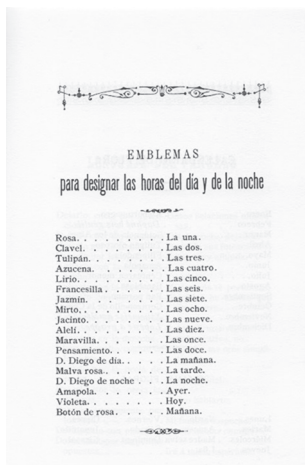 EMBLEMAS
para designar las horas del día y de la noche
Rosa. . . . . . . . . La una.
Clavel. . . . . . . . Las dos.
Tulipán. . . . . . . . Las tres.
Azucena. . . . . . . Las cuatro.
Lirio. . . . . . . . . Las cinco.
Francesilla . . . . . . Las seis.
Jazmín. . . . . . . . Las siete.
Mirto, . . . . . . . . Las ocho.
Jacinto. . . . . . . . Las nueve.
Alelí. . . . . . . . . Las diez.
Maravilla. . . . . . . Las once.
Pensamiento. . . . . . Las doce.
D. Diego de día. . . . . La mañana.
Malva rosa. . . . . . . La tarde.
D. Diego de noche . . . La noche.
Amapola. . . . . . . . Ayer.
Violeta. . . . . . . . Hoy.
Botón de rosa. . . . . Mañana.